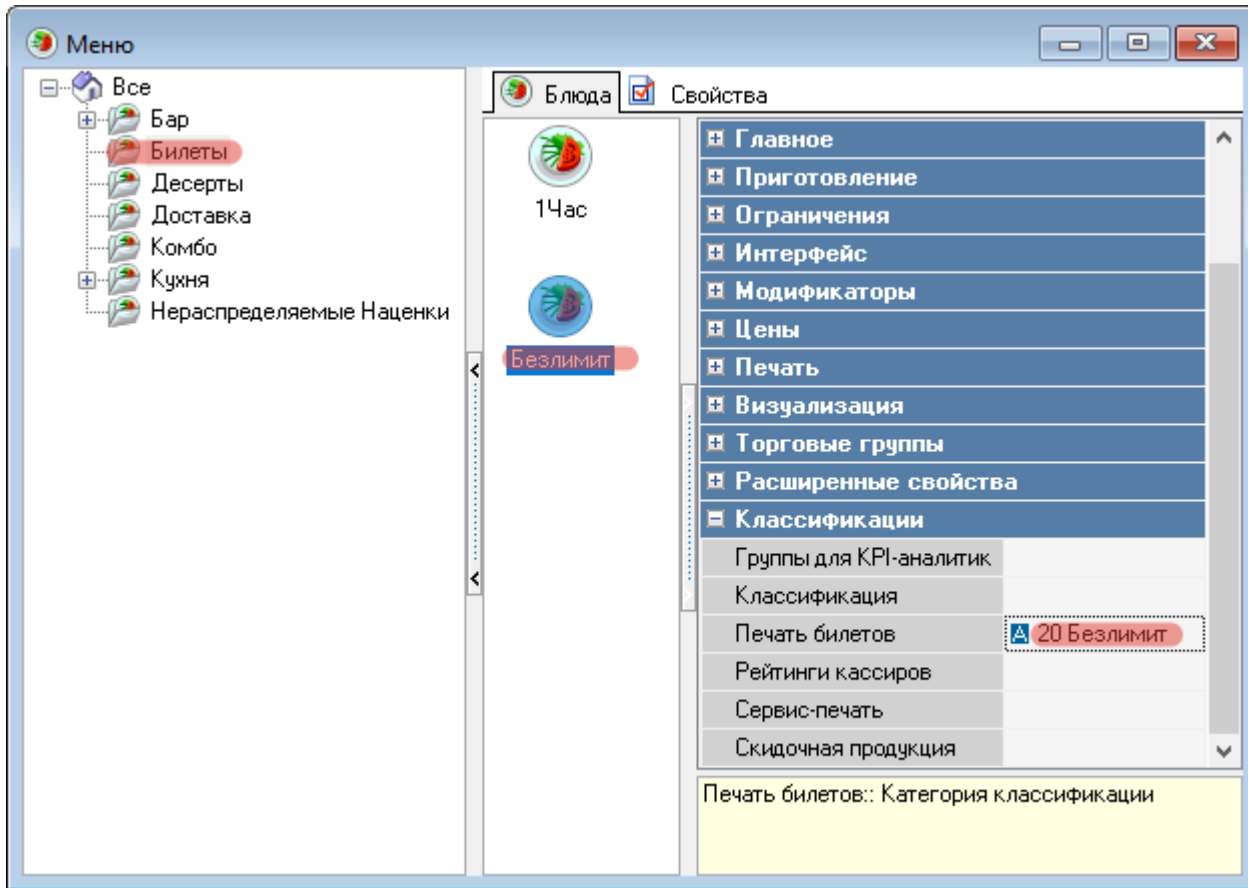 Меню
Все
Бар
Билеты
Десерты
Доставка
Комбо
Кухня
Нераспределяемые Наценки
Блюда Свойства
1Час
Безлимит
Главное
Приготовление
Ограничения
Интерфейс
Модификаторы
Цены
Печать
Визуализация
Торговые группы
Расширенные свойства
Классификации
Группы для KPI-аналитик
Классификация
Печать билетов A 20 Безлимит
Рейтинги кассиров
Сервис-печать
Скидочная продукция
Печать билетов:: Категория классификации